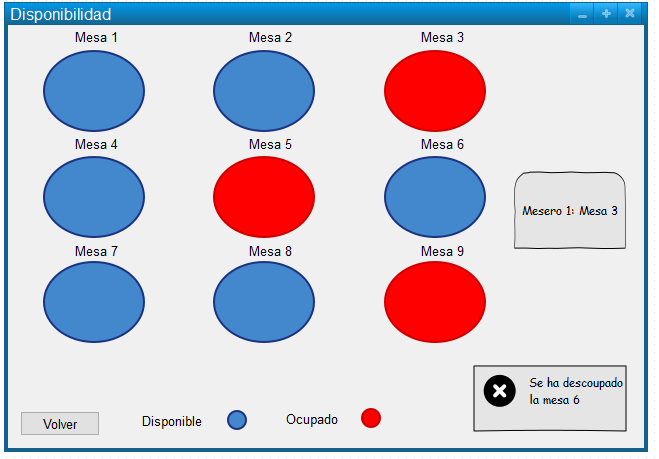 Disponibilidad
Mesa 1 Mesa 2 Mesa 3
Mesa 4 Mesa 5 Mesa 6
Mesero 1: Mesa 3
Mesa 7 Mesa 8 Mesa 9
Se ha descoupado
la mesa 6
Volver Disponible Ocupado